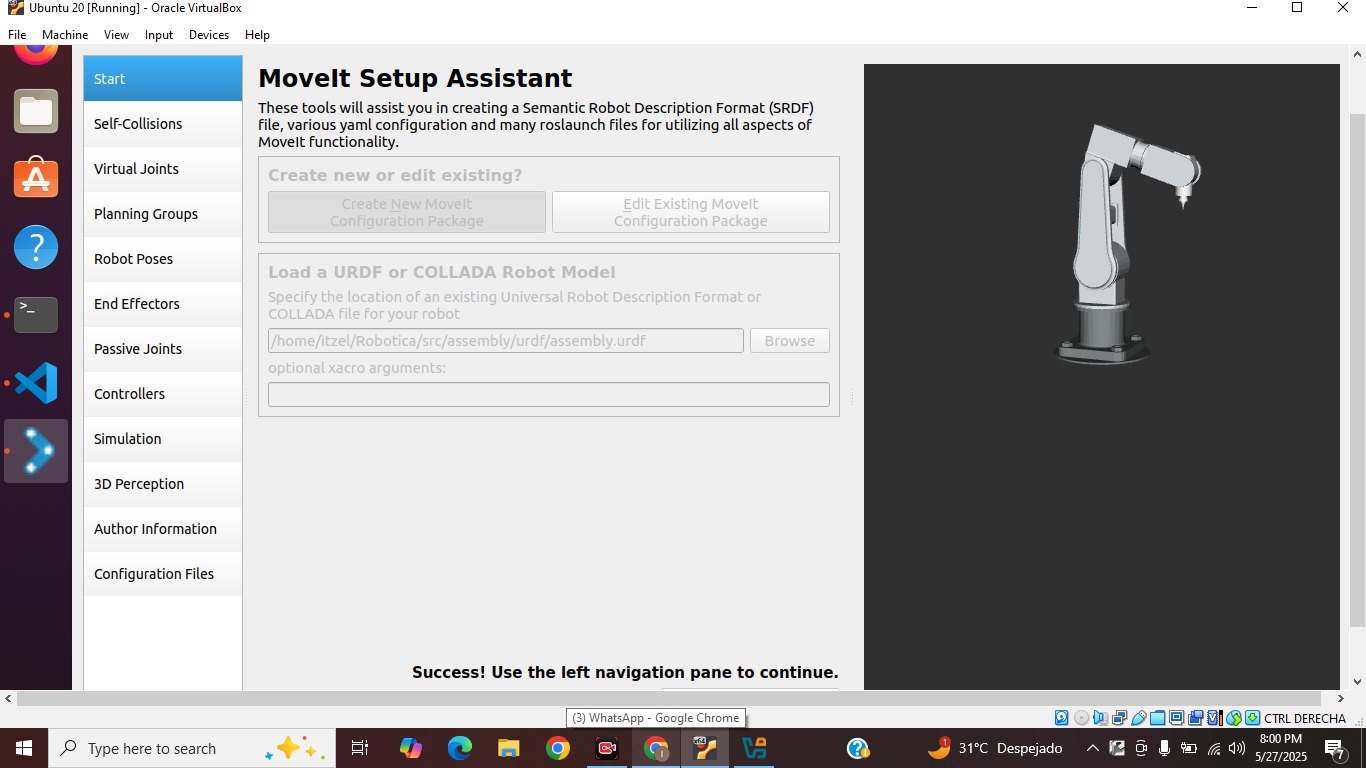 Ubuntu 20 [Running] - Oracle VirtualBox
File Machine View Input Devices Help
Start
Self-Collisions
Virtual Joints
Planning Groups
Robot Poses
End Effectors
Passive Joints
Controllers
Simulation
3D Perception
Author Information
Configuration Files
MoveIt Setup Assistant
These tools will assist you in creating a Semantic Robot Description Format (SRDF)
file, various yaml configuration and many roslaunch files for utilizing all aspects of
MoveIt functionality.
Create new or edit existing?
Create New MoveIt
Configuration Package
Edit Existing MoveIt
Configuration Package
Load a URDF or COLLADA Robot Model
Specify the location of an existing Universal Robot Description Format or
COLLADA file for your robot
/home/itzel/Robotica/src/assembly/urdf/assembly.urdf
Browse
optional xacro arguments:
Success! Use the left navigation pane to continue.
(3) WhatsApp - Google Chrome
CTRL DERECHA
Type here to search
31°C Despejado
8:00 PM
5/27/2025